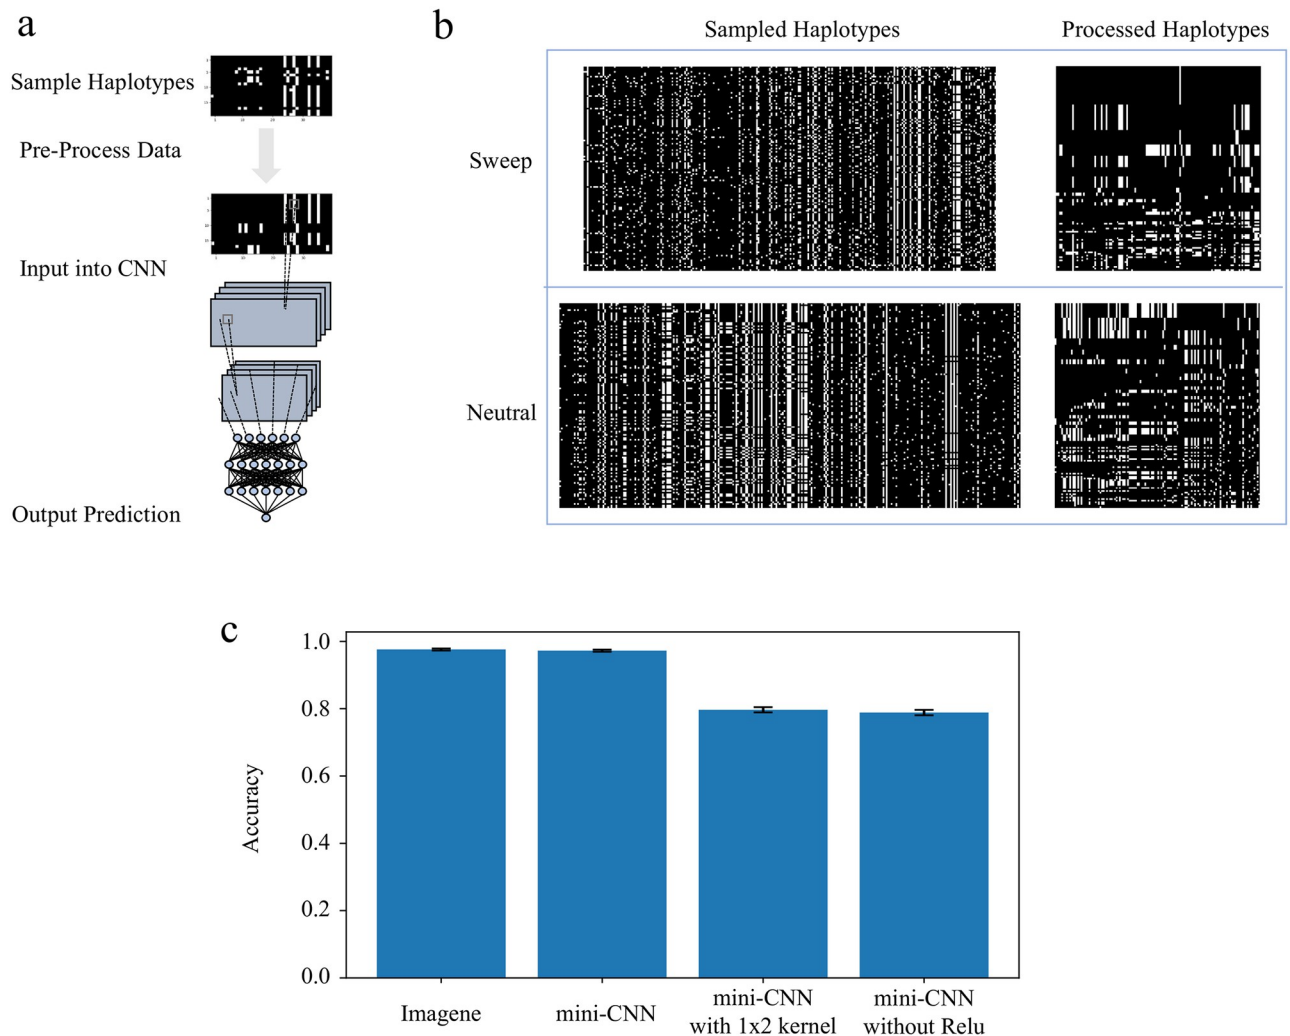 a
Sample Haplotypes
Pre-Process Data
Input into CNN
Output Prediction
b
Sampled Haplotypes
Processed Haplotypes
Sweep
Neutral
c
1.0
0.8
0.6
0.4
0.2
0.0
Accuracy
Imagene
mini-CNN
mini-CNN
with 1x2 kernel
mini-CNN
without Relu